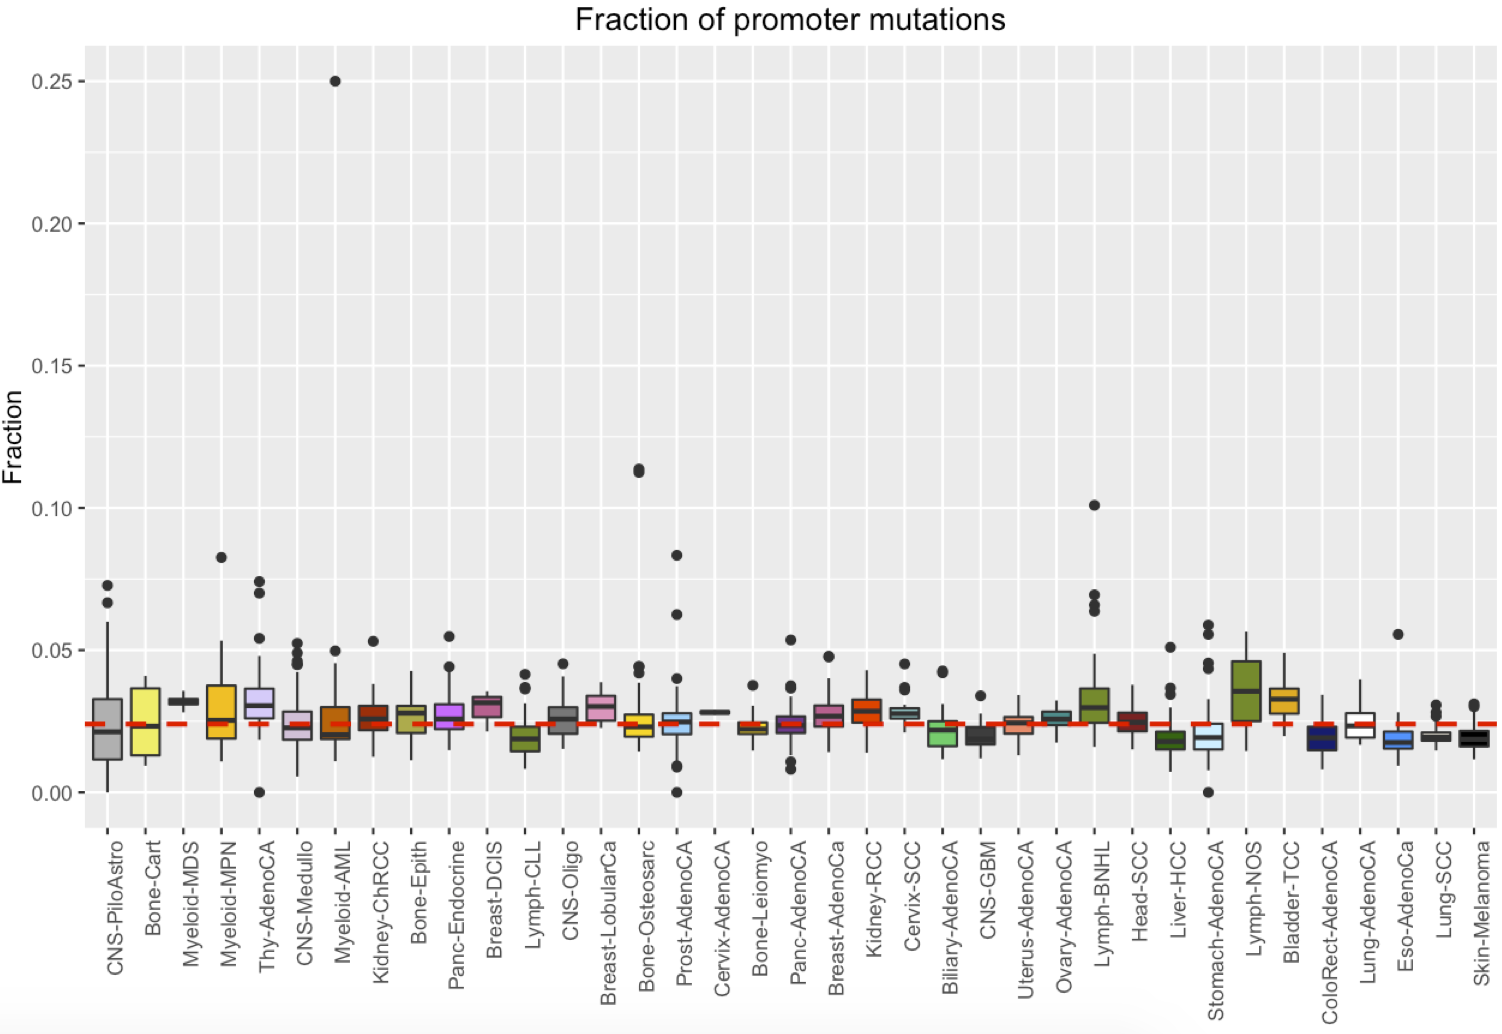 Fraction of promoter mutations
Fraction
0.25
0.20
0.15
0.10
0.05
0.00
CNS-PiloAstro
Bone-Cart
Myeloid-MDS
Myeloid-MPN
Thy-AdenoCA
CNS-Medullo
Myeloid-AML
Kidney-ChRCC
Bone-Epith
Panc-Endocrine
Breast-DCIS
Lymph-CLL
CNS-Oligo
Breast-LobularCa
Bone-Osteosarc
Prost-AdenoCA
Cervix-AdenoCA
Bone-Leiomyo
Panc-AdenoCA
Breast-AdenoCa
Kidney-RCC
Cervix-SCC
Biliary-AdenoCA
CNS-GBM
Uterus-AdenoCA
Ovary-AdenoCA
Lymph-BNHL
Head-SCC
Liver-HCC
Stomach-AdenoCA
Lymph-NOS
Bladder-TCC
ColoRect-AdenoCA
Lung-AdenoCA
Eso-AdenoCa
Lung-SCC
Skin-Melanoma